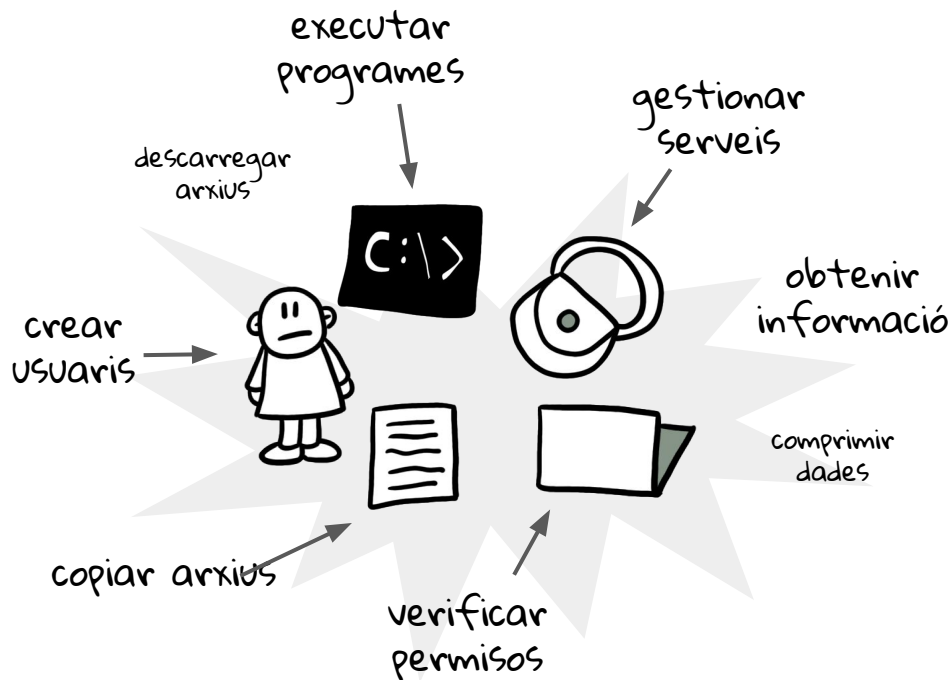 executar
programes
gestionar
serveis
descarregar
arxius
C:\>
obtenir
informació
crear
usuaris
comprimir
dades
copiar arxius
verificar
permisos